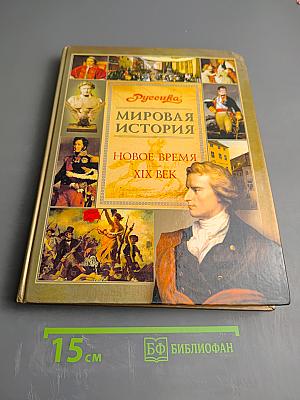 Руссика
МИРОВАЯ
ИСТОРИЯ
НОВОЕ ВРЕМЯ
XIX ВЕК
15 см
БФ БИБЛИОФАН